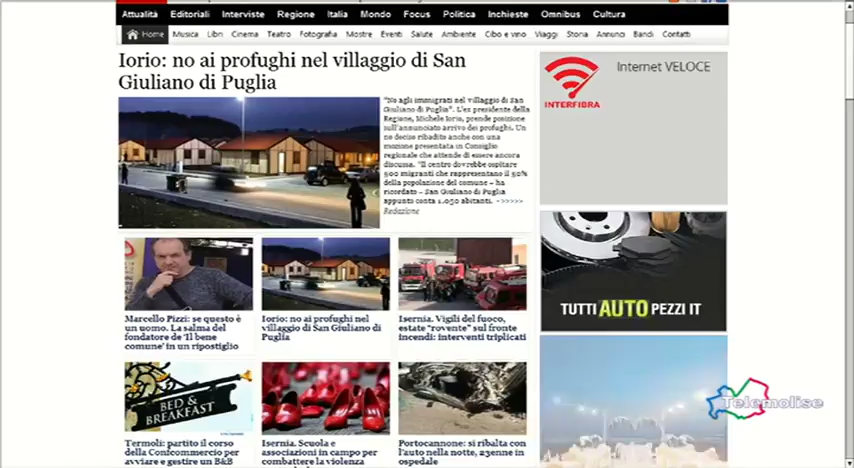 Attualità Editoriali Interviste Regione Italia Mondo Focus Politica Inchieste Omnibus Cultura
Home Musica Libri Cinema Teatro Fotografia Mostre Eventi Salute Ambiente Cibo e vino Viaggi Storia Annunci Bandi Contatti
Iorio: no ai profughi nel villaggio di San
Giuliano di Puglia
"No agli immigrati nel villaggio di San
Giuliano di Puglia". L'ex presidente della
Regione, Michele Iorio, prende posizione
sull'annunciato arrivo dei profughi. Un
no deciso ribadito anche con una
mozione presentata in Consiglio
regionale che attende di essere ancora
discussa. "Il centro dovrebbe ospitare
500 migranti che rappresentano il 50%
della popolazione del comune – ha
ricordato – San Giuliano di Puglia
appunto conta 1.050 abitanti. ->>>>>
Redazione
INTERFIBRA
Internet VELOCE
TUTTI AUTO PEZZI IT
Marcello Pizzi: se questo è
un uomo. La salma del
fondatore de 'Il bene
comune' in un ripostiglio
Iorio: no ai profughi nel
villaggio di San Giuliano di
Puglia
Isernia. Vigili del fuoco,
estate "rovente" sul fronte
incendi: interventi triplicati
BED &
BREAKFAST
Termoli: partito il corso
della Confcommercio per
avviare e gestire un B&B
Isernia. Scuola e
associazioni in campo per
combattere la violenza
Portocannone: si ribalta con
l'auto nella notte, 23enne in
ospedale
Telemolise